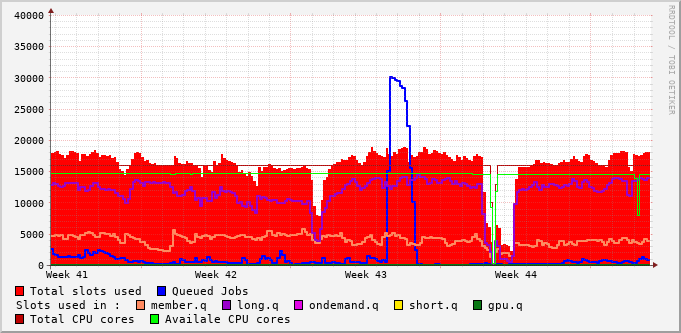 40000
35000
30000
25000
20000
15000
10000
5000
0
Week 41 Week 42 Week 43 Week 44
Total slots used Queued Jobs
Slots used in : member.q long.q ondemand.q short.q gpu.q
Total CPU cores Availale CPU cores
RRDTOOL / TOBI OETIKER